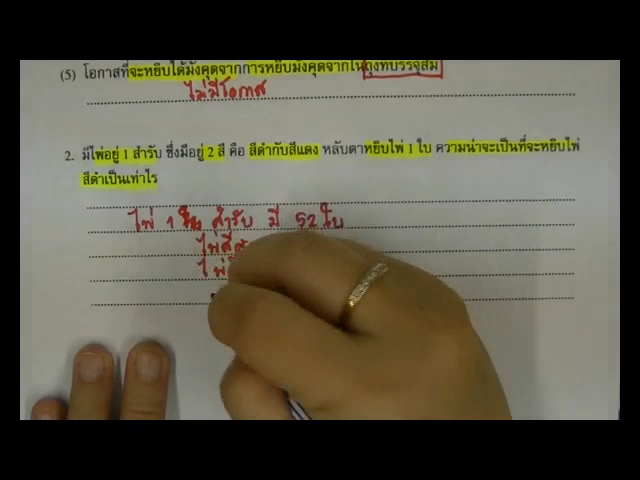 (5) โอกาสที่จะหยิบได้มังคุดจากการหยิบมังคุดจากในถุงที่บรรจุส้ม
ไม่มีโอกาส
2. มีไพ่อยู่ 1 สำรับ ซึ่งมีอยู่ 2 สี คือ สีดำกับสีแดง หลับตาหยิบไพ่ 1 ใบ ความน่าจะเป็นที่จะหยิบไพ่
สีดำเป็นเท่าไร
ไพ่ 1 สำรับ มี 52 ใบ
ไพ่สี
ไพ่